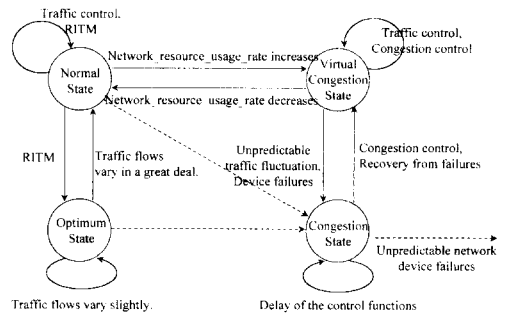 Traffic control.
RITM
Traffic control,
Congestion control
Normal
State
Network_resource_usage_rate increases
Virtual
Congestion
State
Network_resource_usage_rate decreases
RITM
Traffic flows
vary in a great deal.
Unpredictable
traffic fluctuation,
Device failures
Congestion control,
Recovery from failures
Optimum
State
Congestion
State
Unpredictable network
device failures
Traffic flows vary slightly.
Delay of the control functions